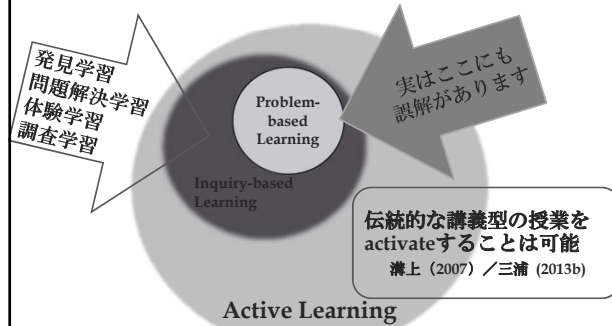 発見学習
問題解決学習
体験学習
調査学習
Problem-
based
Learning
実はここにも
誤解があります
Inquiry-based
Learning
伝統的な講義型の授業を
activateすることは可能
溝上（2007）／三浦 (2013b)
Active Learning